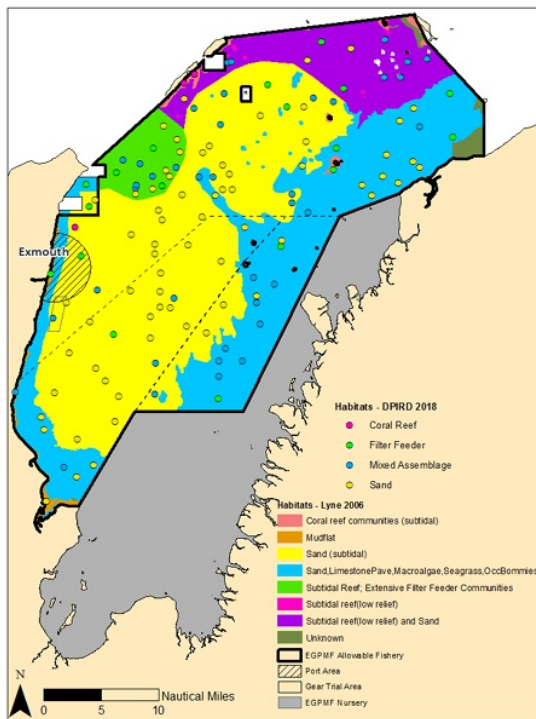 Exmouth
Habitats - DPIRD 2018
Coral Reef
Filter Feeder
Mixed Assemblage
Sand
Habitats - Lyne 2006
Coral reef communities (subtidal)
Mudflat
Sand (subtidal)
Sand,LimestonePave,Macroalgae,Seagrass,OccBommies
Subtidal Reef; Extensive Filter Feeder Communities
Subtidal reef(low relief)
Subtidal reef(low relief) and Sand
Unknown
EGPMF Allowable Fishery
Port Area
Gear Trial Area
EGPMF Nursery
N
Nautical Miles
0 5 10